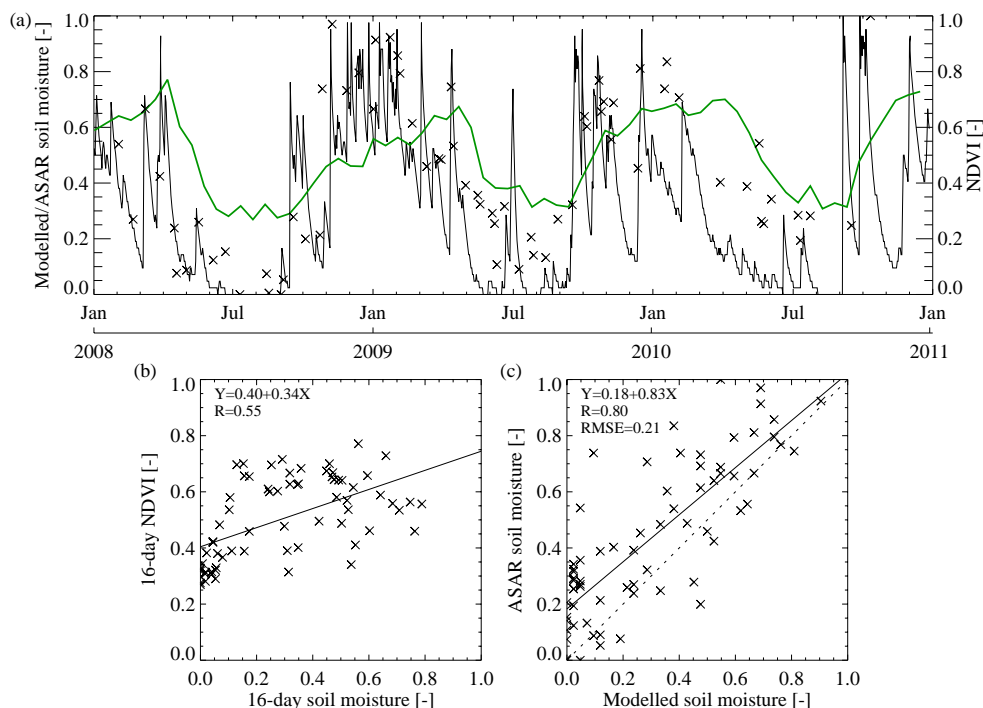 (a)
Modelled/ASAR soil moisture [-]
1.0
0.8
0.6
0.4
0.2
0.0
1.0
0.8
0.6
0.4
0.2
0.0
NDVI [-]
Jan Jul Jan Jul Jan Jul Jan
2008 2009 2010 2011
(b)
Y=0.40+0.34X
R=0.55
16-day NDVI [-]
1.0
0.8
0.6
0.4
0.2
0.0
0.0 0.2 0.4 0.6 0.8 1.0
16-day soil moisture [-]
(c)
Y=0.18+0.83X
R=0.80
RMSE=0.21
ASAR soil moisture [-]
1.0
0.8
0.6
0.4
0.2
0.0
0.0 0.2 0.4 0.6 0.8 1.0
Modelled soil moisture [-]